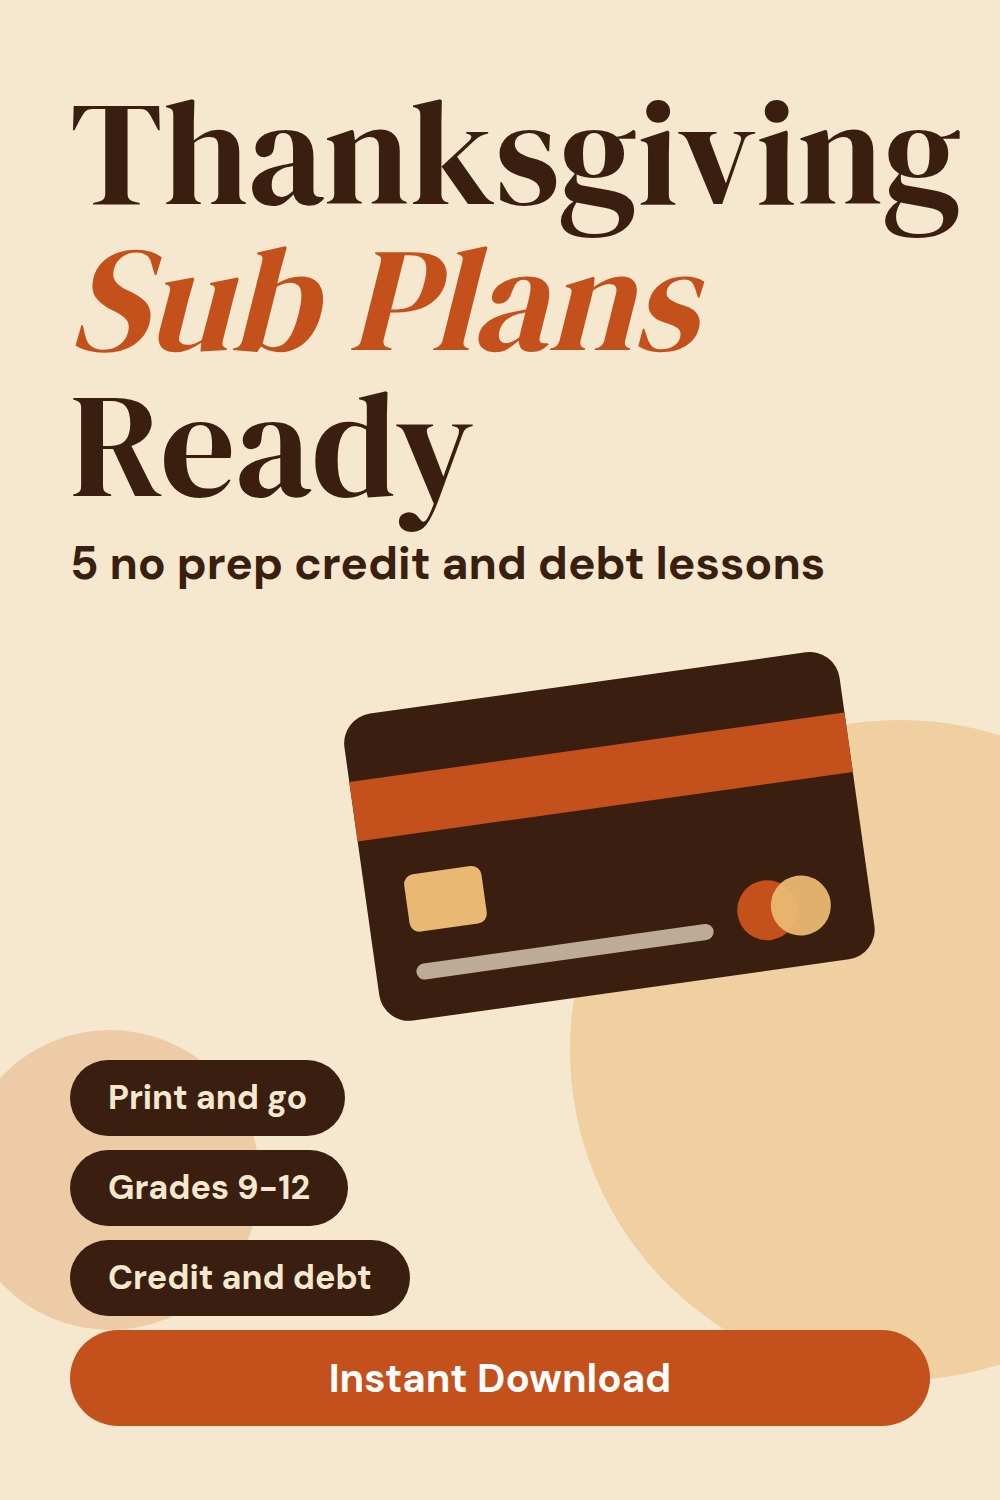 Thanksgiving
Sub Plans
Ready
5 no prep credit and debt lessons
Print and go
Grades 9–12
Credit and debt
Instant Download